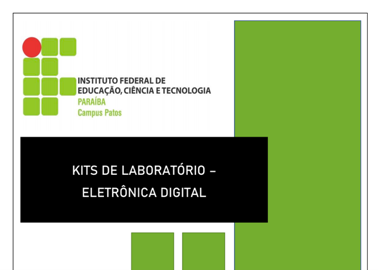 INSTITUTO FEDERAL DE
EDUCAÇÃO, CIÊNCIA E TECNOLOGIA
PARAÍBA
Campus Patos
KITS DE LABORATÓRIO –
ELETRÔNICA DIGITAL